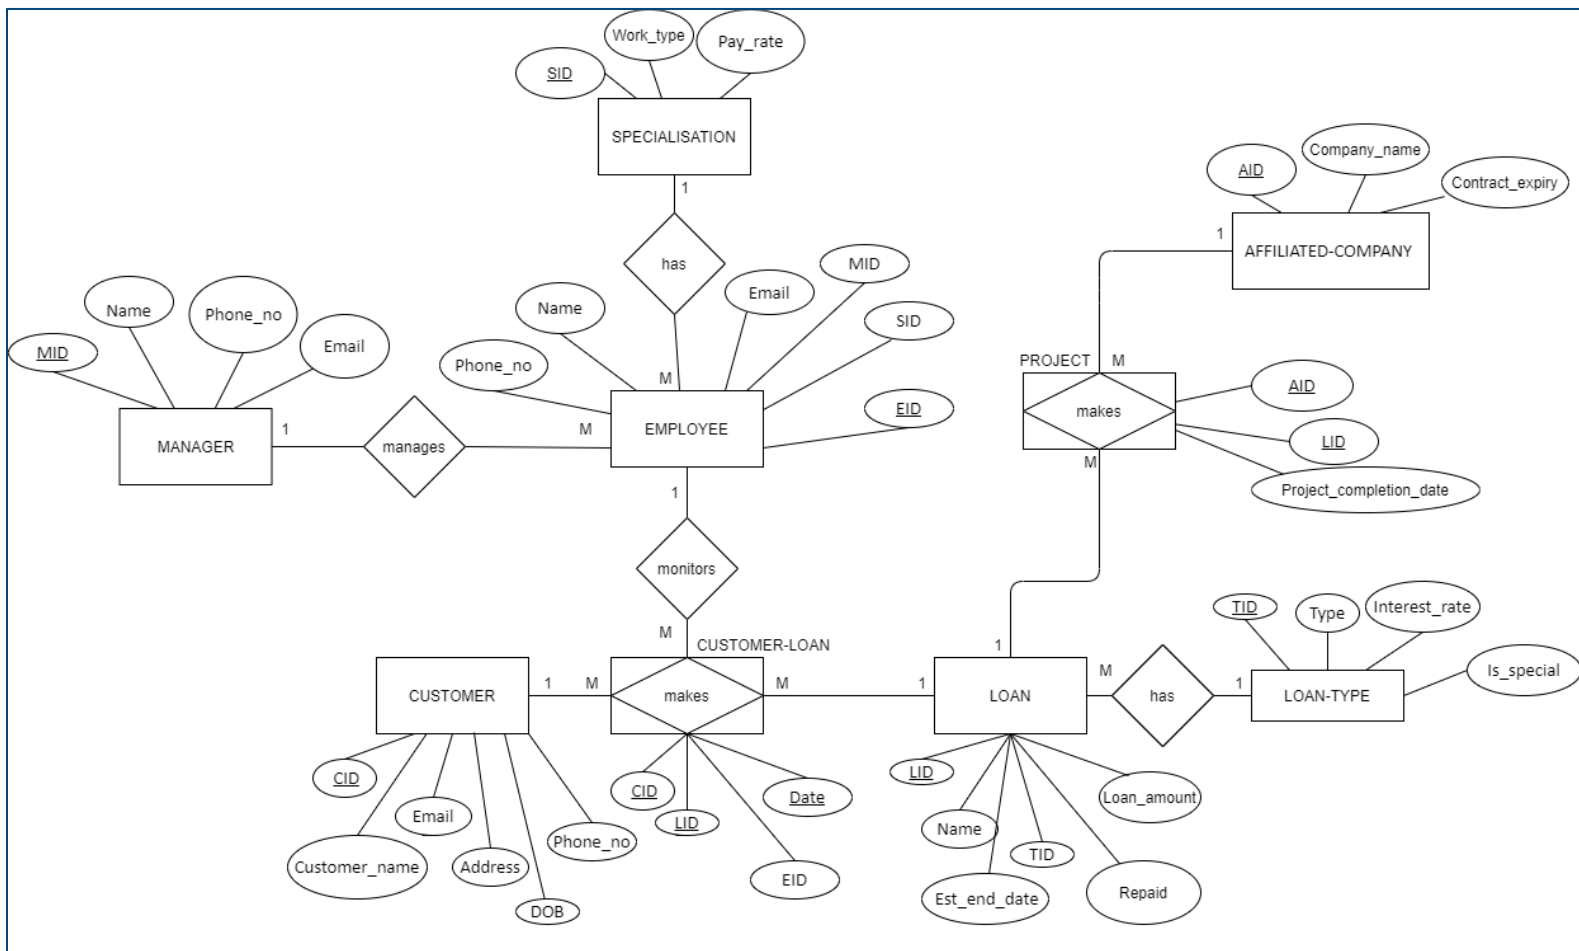 Work_type
Pay_rate
SID
SPECIALISATION
1
has
M
Company_name
AID
Contract_expiry
AFFILIATED-COMPANY
1
Name
Phone_no
MID
Email
MANAGER
1
manages
M
MID
Email
Name
SID
Phone_no
EID
EMPLOYEE
1
monitors
M
PROJECT
M
makes
M
AID
LID
Project_completion_date
CUSTOMER-LOAN
CUSTOMER
1
M
makes
M
1
LOAN
1
M
has
1
LOAN-TYPE
TID
Type
Interest_rate
Is_special
CID
Email
Customer_name
Address
DOB
Phone_no
CID
LID
Date
EID
LID
Name
Est_end_date
TID
Loan_amount
Repaid